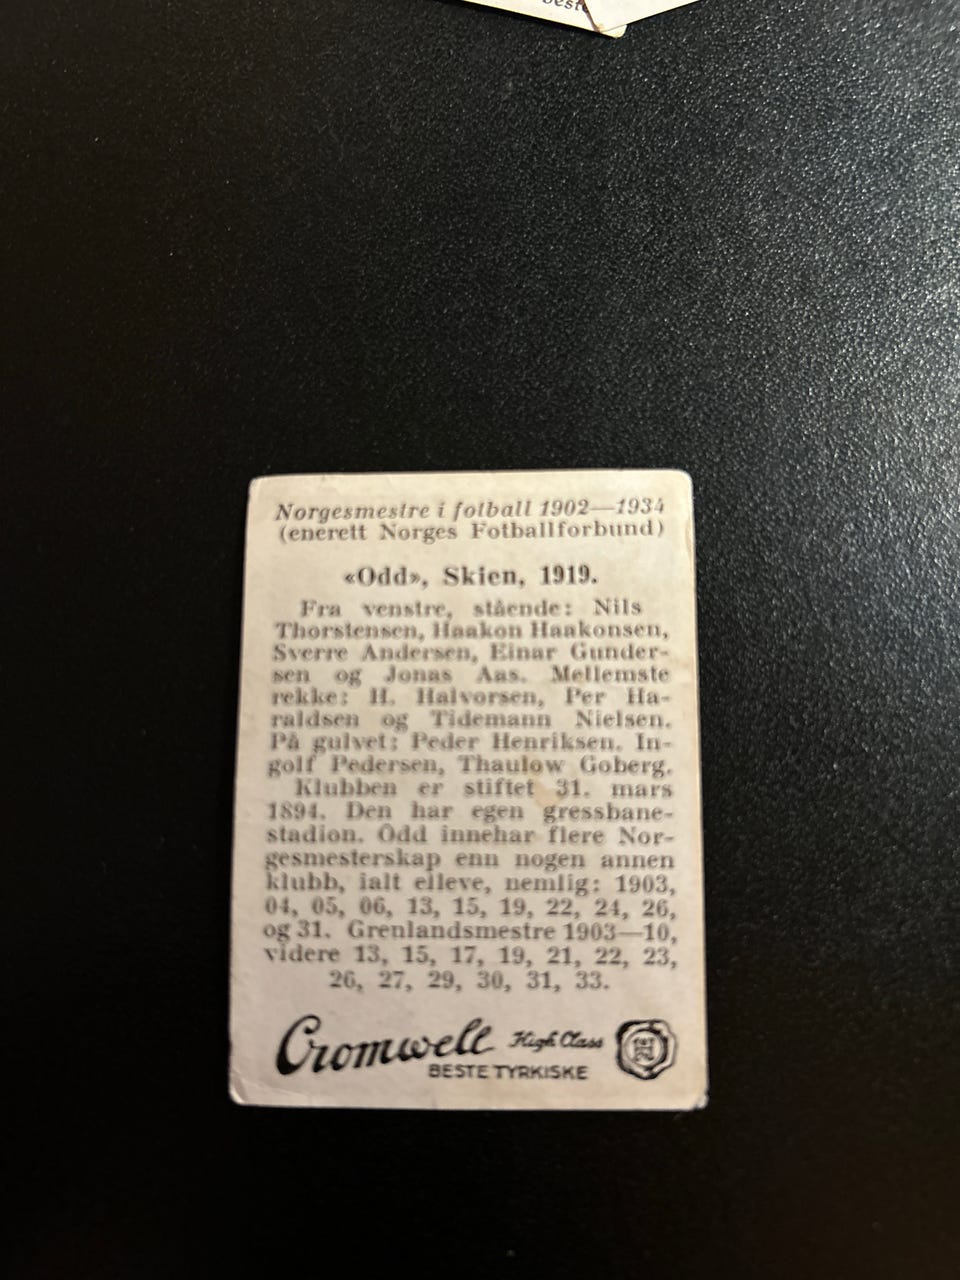 beste
Norgesmestre i fotball 1902—1934
(enerett Norges Fotballforbund)
«Odd», Skien, 1919.
Fra venstre, stående: Nils
Thorstensen, Haakon Haakonsen,
Sverre Andersen, Einar Gunder-
sen og Jonas Aas. Mellemste
rekke: H. Halvorsen, Per Ha-
raldsen og Tidemann Nielsen.
På gulvet: Peder Henriksen. In-
golf Pedersen, Thaulow Goberg.
Klubben er stiftet 31. mars
1894. Den har egen gressbane-
stadion. Odd innehar flere Nor-
gesmesterskap enn nogen annen
klubb, ialt elleve, nemlig: 1903,
04, 05, 06, 13, 15, 19, 22, 24, 26,
og 31. Grenlandsmestre 1903—10,
videre 13, 15, 17, 19, 21, 22, 23,
26, 27, 29, 30, 31, 33.
Cromwell High Class
BESTE TYRKISKE